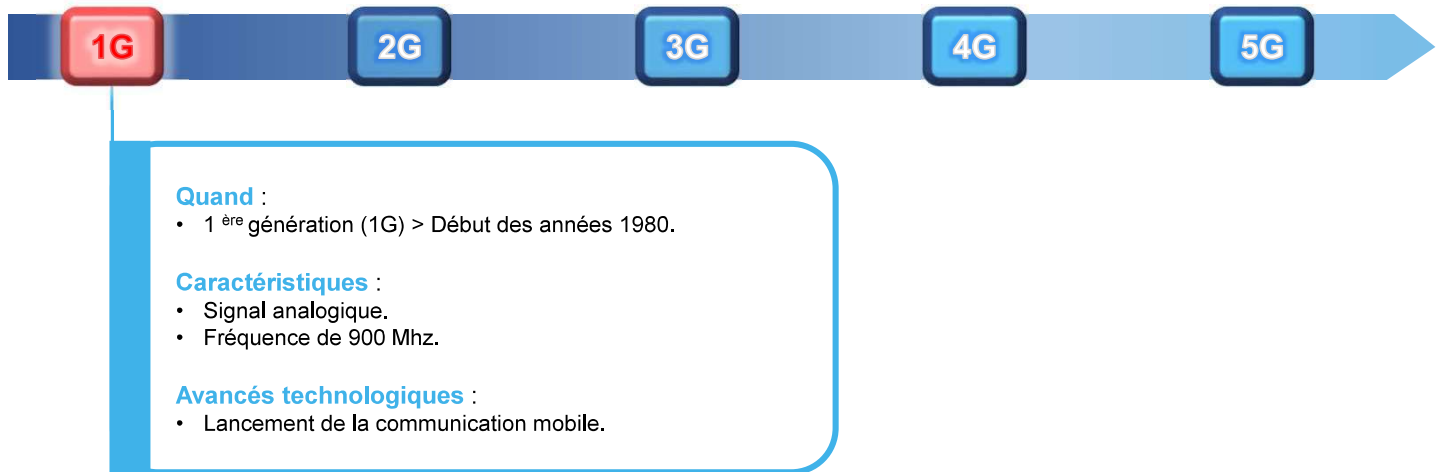 1G 2G 3G 4G 5G
Quand :
• 1 ère génération (1G) > Début des années 1980.
Caractéristiques :
• Signal analogique.
• Fréquence de 900 Mhz.
Avancés technologiques :
• Lancement de la communication mobile.